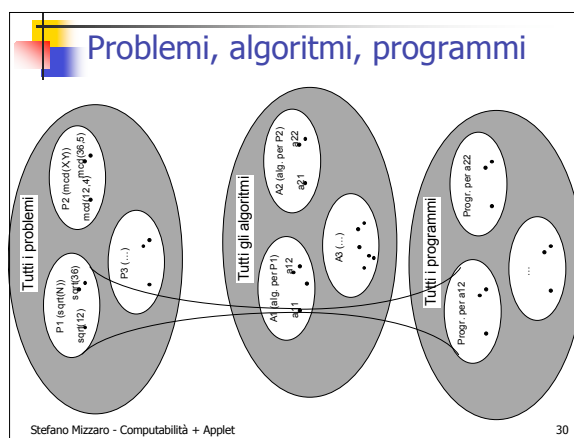 Problemi, algoritmi, programmi
Tutti i problemi
P1 (sqrt(N))
sqrt(12)
sqrt(36)
P2 (mcd(X,Y))
mcd(12,4)
mcd(36,5)
P3 (...)
Tutti gli algoritmi
A1 (alg. per P1)
a11
a12
A2 (alg. per P2)
a21
a22
A3 (...)
Tutti i programmi
Progr. per a12
Progr. per a22
...
Stefano Mizzaro - Computabilità + Applet
30